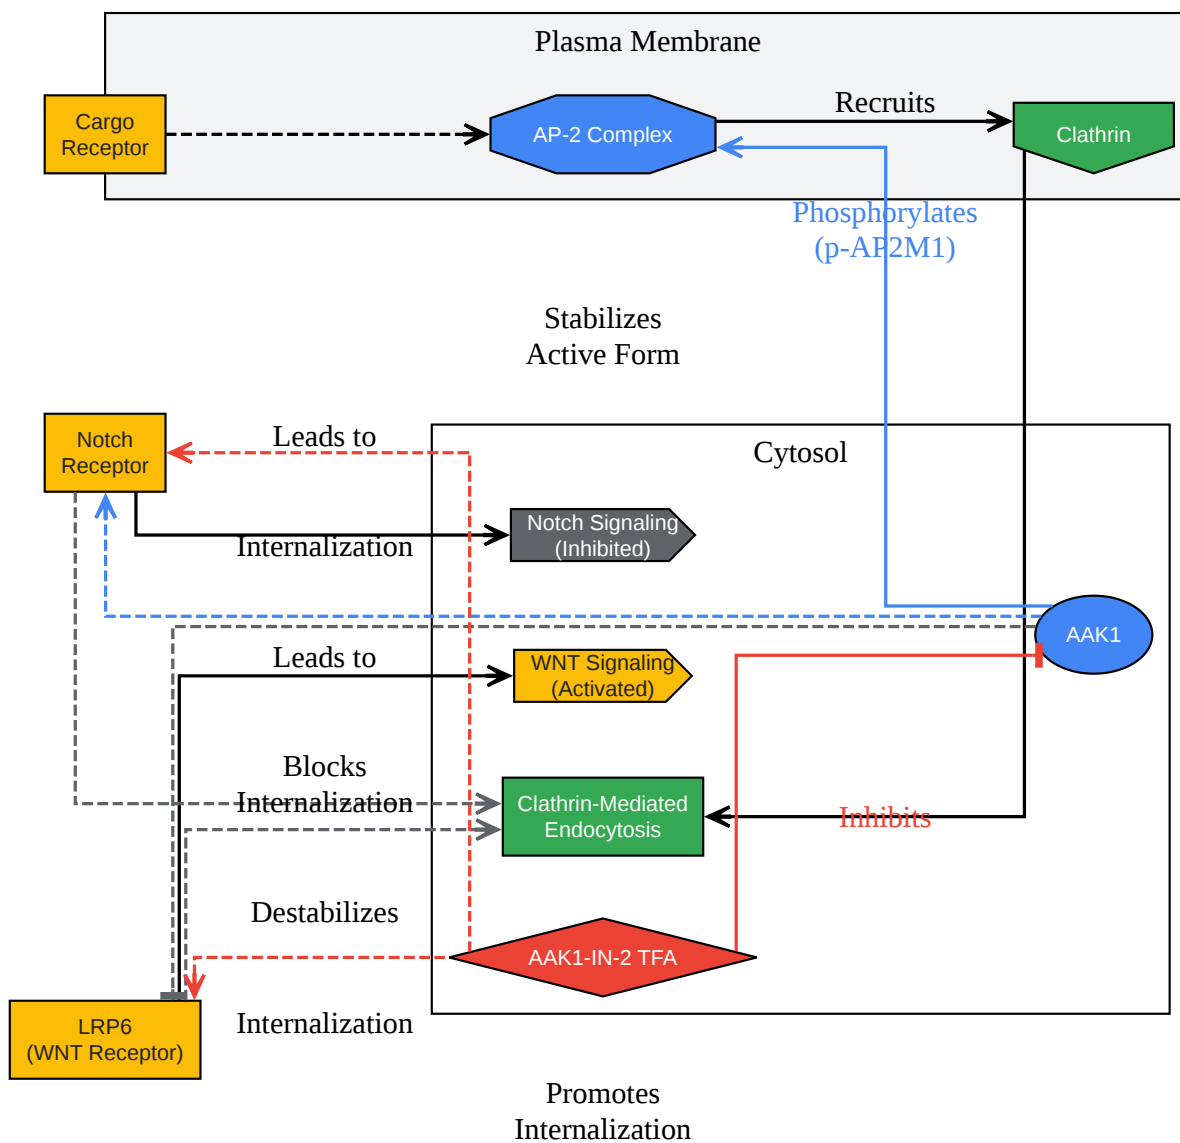 Plasma Membrane
Cargo
Receptor
AP-2 Complex
Recruits
Clathrin
Phosphorylates
(p-AP2M1)
Stabilizes
Active Form
Notch
Receptor
Leads to
Cytosol
Internalization
Notch Signaling
(Inhibited)
AAK1
Leads to
WNT Signaling
(Activated)
Blocks
Internalization
Clathrin-Mediated
Endocytosis
Inhibits
Destabilizes
AAK1-IN-2 TFA
LRP6
(WNT Receptor)
Internalization
Promotes
Internalization